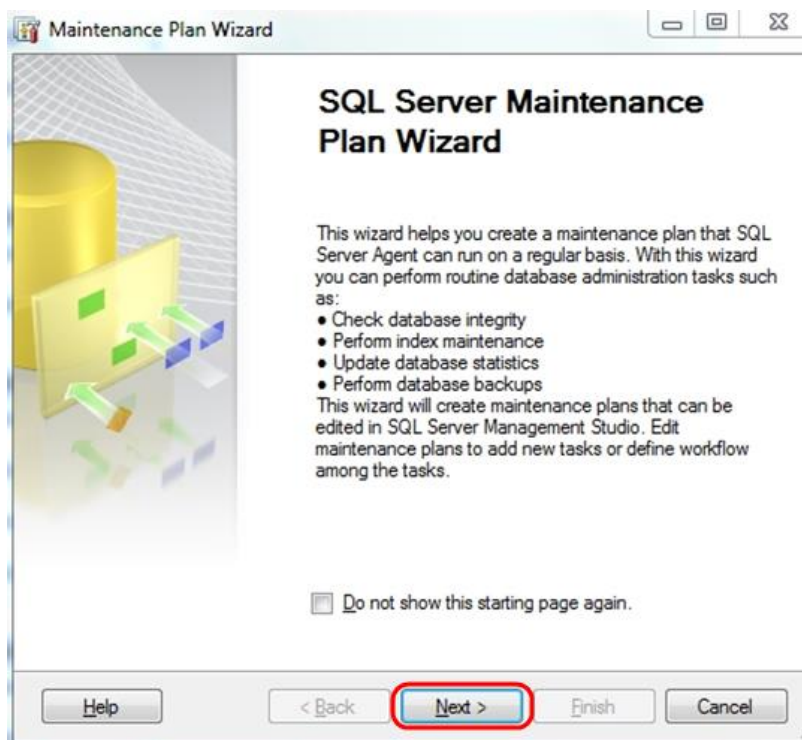 Maintenance Plan Wizard
SQL Server Maintenance
Plan Wizard
This wizard helps you create a maintenance plan that SQL
Server Agent can run on a regular basis. With this wizard
you can perform routine database administration tasks such
as:
● Check database integrity
● Perform index maintenance
● Update database statistics
● Perform database backups
This wizard will create maintenance plans that can be
edited in SQL Server Management Studio. Edit
maintenance plans to add new tasks or define workflow
among the tasks.
Do not show this starting page again.
Help < Back Next > Finish Cancel